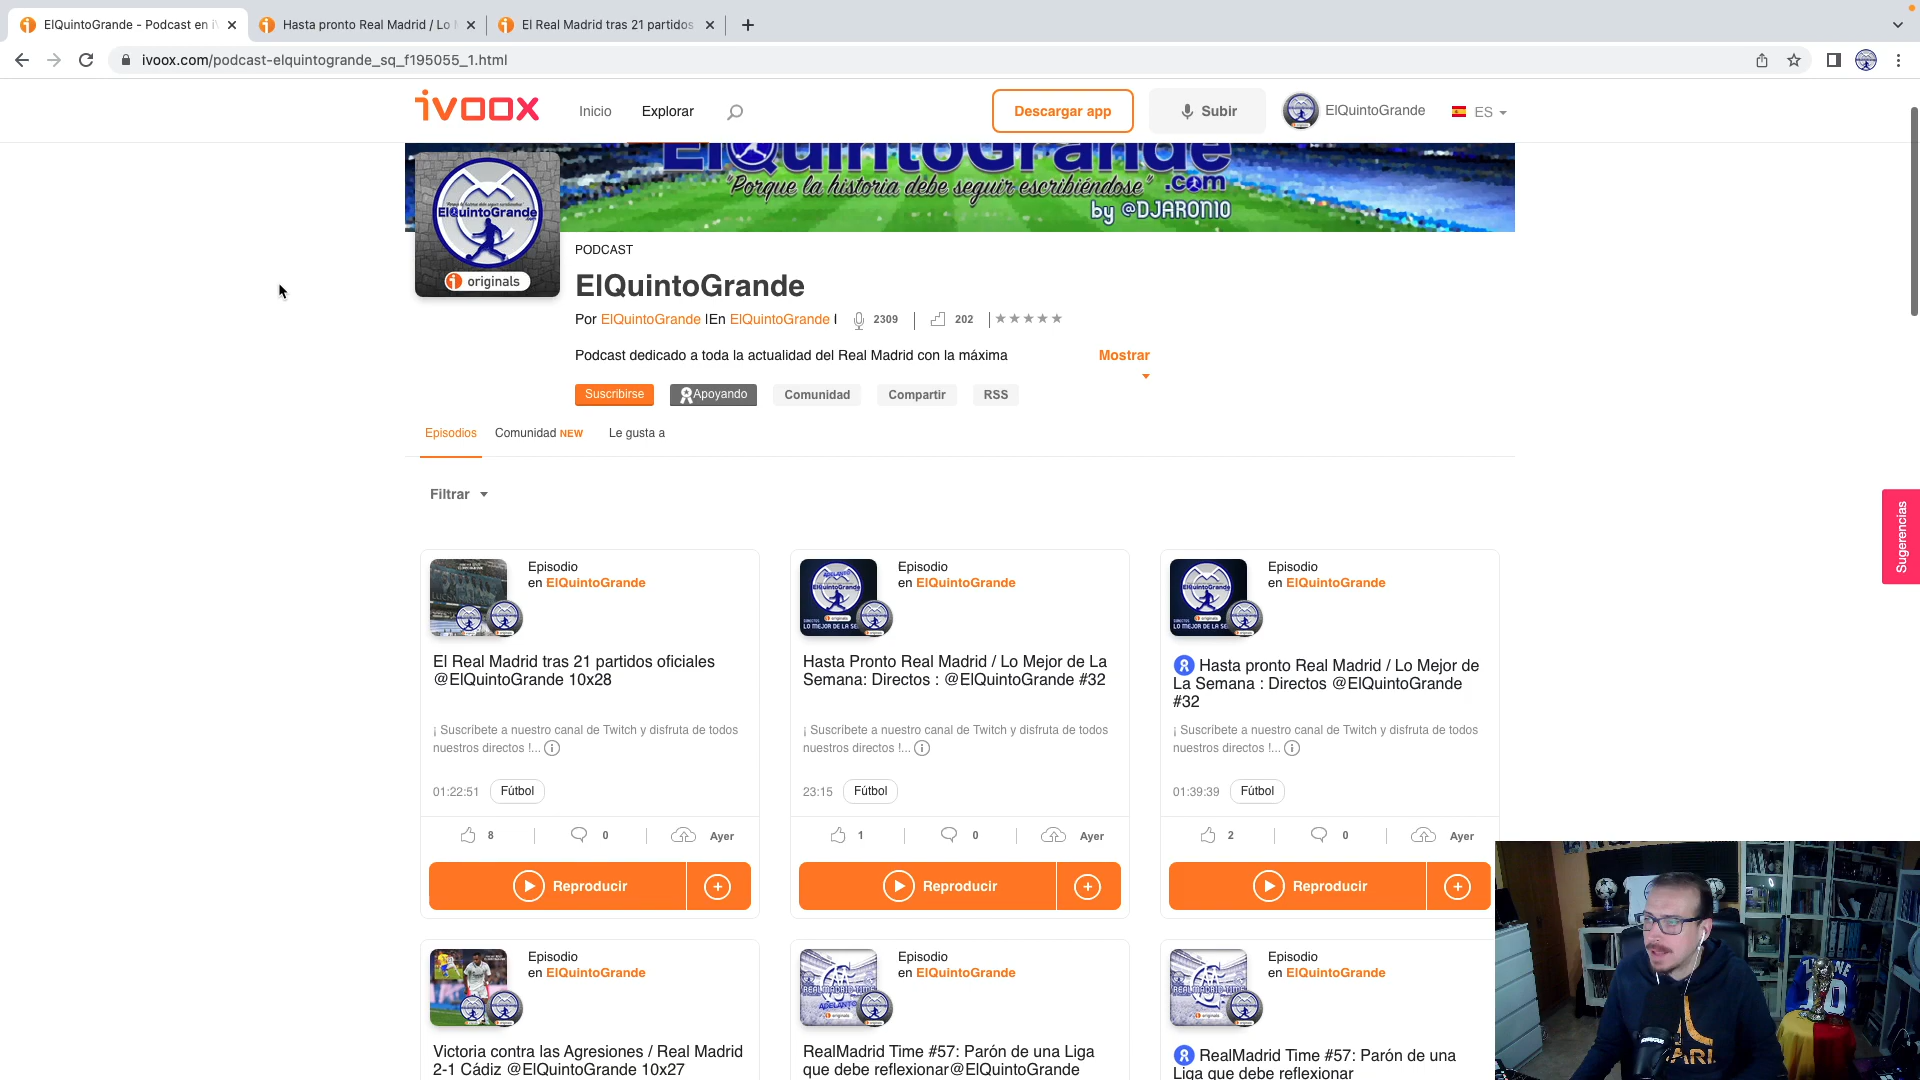 ElQuintoGrande - Podcast en i
Hasta pronto Real Madrid / Lo
El Real Madrid tras 21 partidos
ivoox.com/podcast-elquintogrande_sq_f195055_1.html
ivoox
Inicio
Explorar
Descargar app
Subir
ElQuintoGrande
ES
ElQuintoGrande
"Porque la historia debe seguir escribiéndose"
.com
by @DJARON10
ElQuintoGrande
originals
PODCAST
ElQuintoGrande
Por ElQuintoGrande | En ElQuintoGrande |
2309
202
Podcast dedicado a toda la actualidad del Real Madrid con la máxima
Mostrar
Suscribirse
Apoyando
Comunidad
Compartir
RSS
Episodios
Comunidad NEW
Le gusta a
Filtrar
Sugerencias
Episodio
en ElQuintoGrande
El Real Madrid tras 21 partidos oficiales
@ElQuintoGrande 10x28
¡ Suscríbete a nuestro canal de Twitch y disfruta de todos
nuestros directos !...
01:22:51
Fútbol
8
0
Ayer
Reproducir
Episodio
en ElQuintoGrande
Hasta Pronto Real Madrid / Lo Mejor de La
Semana: Directos : @ElQuintoGrande #32
¡ Suscríbete a nuestro canal de Twitch y disfruta de todos
nuestros directos !...
23:15
Fútbol
1
0
Ayer
Reproducir
Episodio
en ElQuintoGrande
Hasta pronto Real Madrid / Lo Mejor de
La Semana : Directos @ElQuintoGrande
#32
¡ Suscríbete a nuestro canal de Twitch y disfruta de todos
nuestros directos !...
01:39:39
Fútbol
2
0
Ayer
Reproducir
Episodio
en ElQuintoGrande
Victoria contra las Agresiones / Real Madrid
2-1 Cádiz @ElQuintoGrande 10x27
Episodio
en ElQuintoGrande
RealMadrid Time #57: Parón de una Liga
que debe reflexionar@ElQuintoGrande
Episodio
en ElQuintoGrande
RealMadrid Time #57: Parón de una
Liga que debe reflexionar